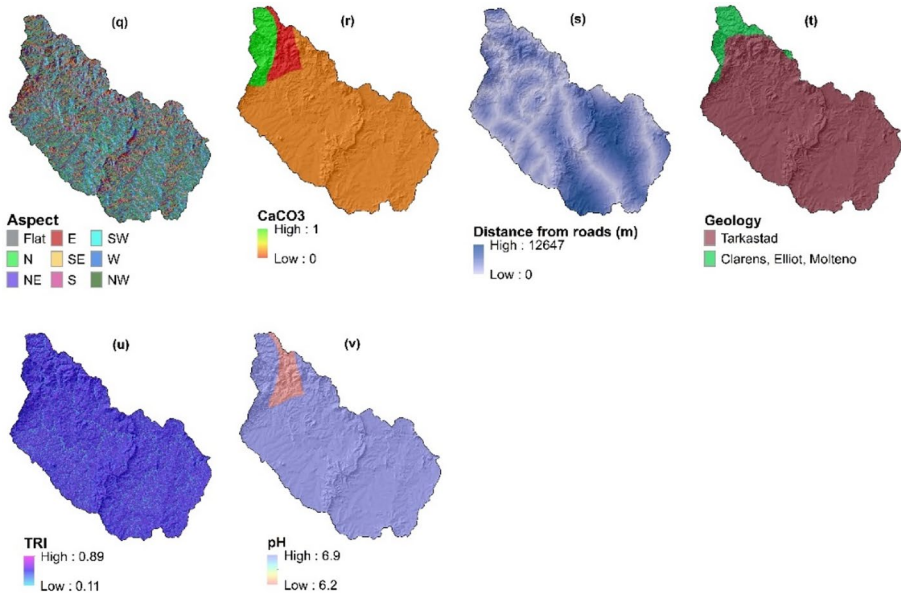 (q)
(r)
(s)
(t)
Aspect
Flat E SW
N SE W
NE S NW
CaCO3
High : 1
Low : 0
Distance from roads (m)
High : 12647
Low : 0
Geology
Tarkastad
Clarens, Elliot, Molteno
(u)
(v)
TRI
High : 0.89
Low : 0.11
pH
High : 6.9
Low : 6.2